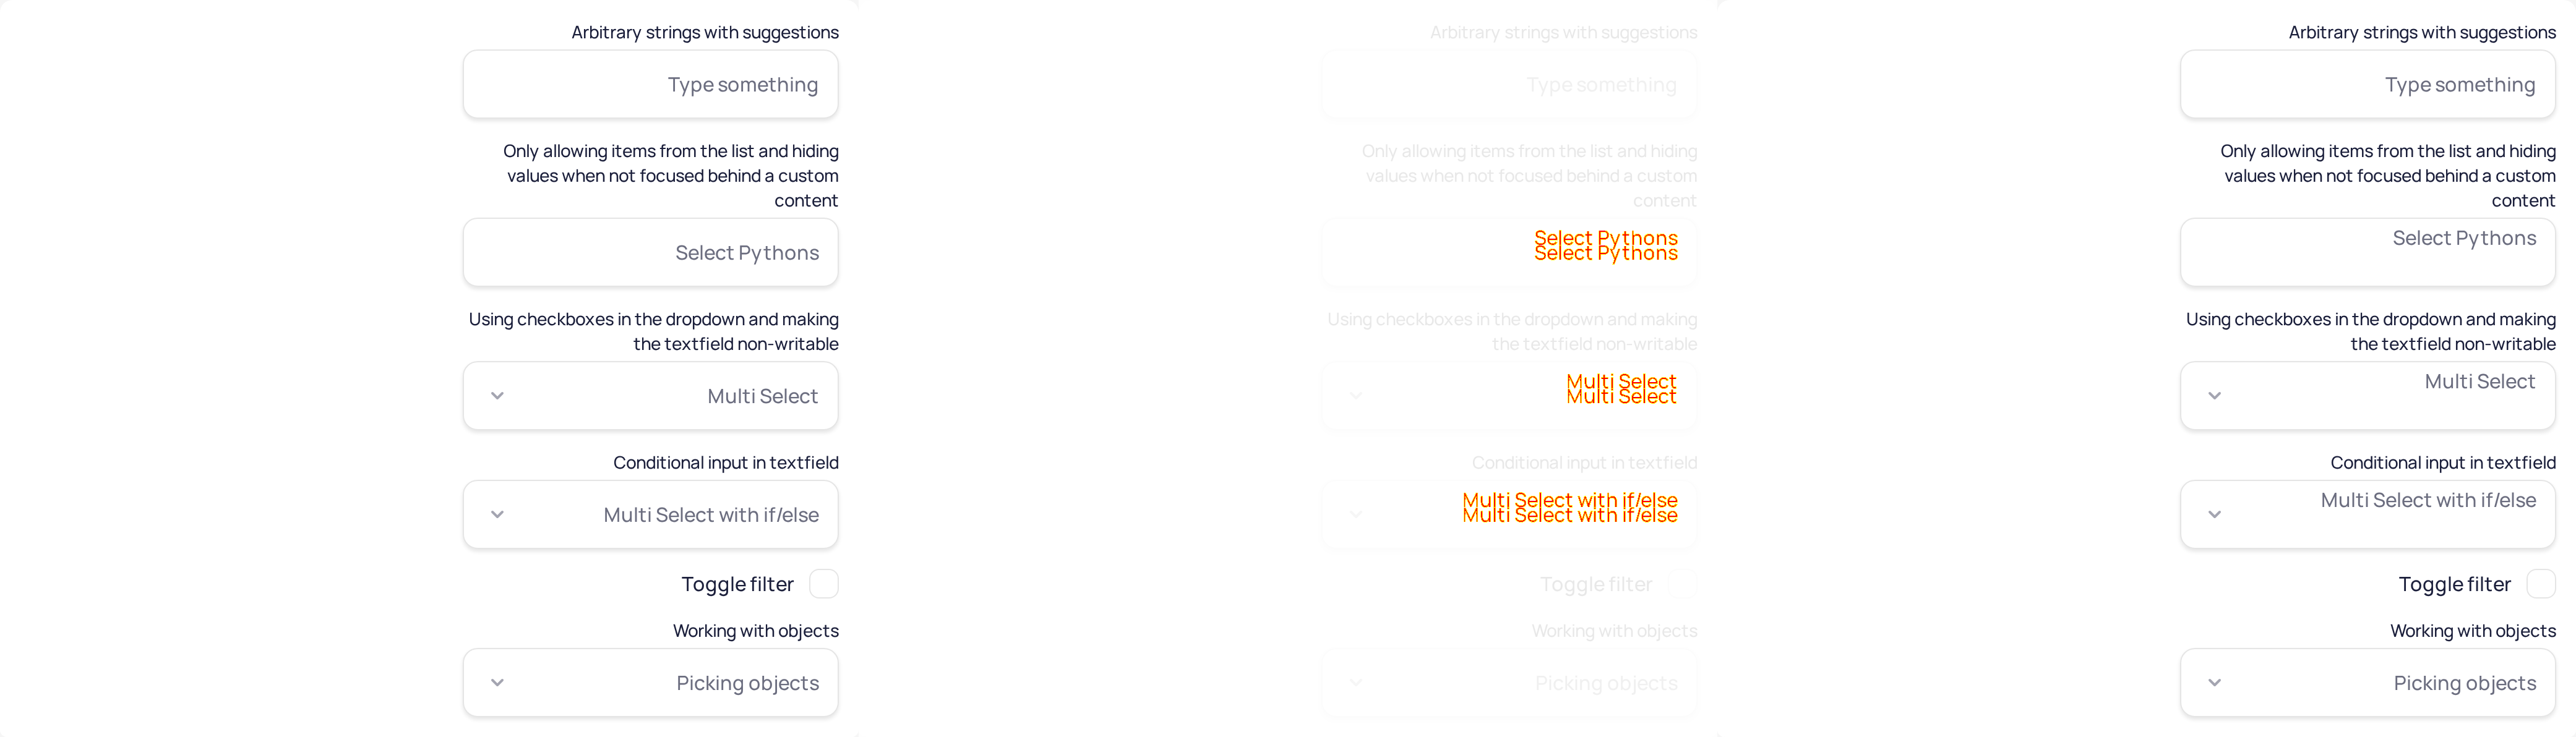 Arbitrary strings with suggestions
Type something
Only allowing items from the list and hiding
values when not focused behind a custom
content
Select Pythons
Using checkboxes in the dropdown and making
the textfield non-writable
Multi Select
Conditional input in textfield
Multi Select with if/else
Toggle filter
Working with objects
Picking objects
Arbitrary strings with suggestions
Type something
Only allowing items from the list and hiding
values when not focused behind a custom
content
Select Pythons
Select Pythons
Using checkboxes in the dropdown and making
the textfield non-writable
Multi Select
Multi Select
Conditional input in textfield
Multi Select with if/else
Multi Select with if/else
Toggle filter
Working with objects
Picking objects
Arbitrary strings with suggestions
Type something
Only allowing items from the list and hiding
values when not focused behind a custom
content
Select Pythons
Using checkboxes in the dropdown and making
the textfield non-writable
Multi Select
Conditional input in textfield
Multi Select with if/else
Toggle filter
Working with objects
Picking objects